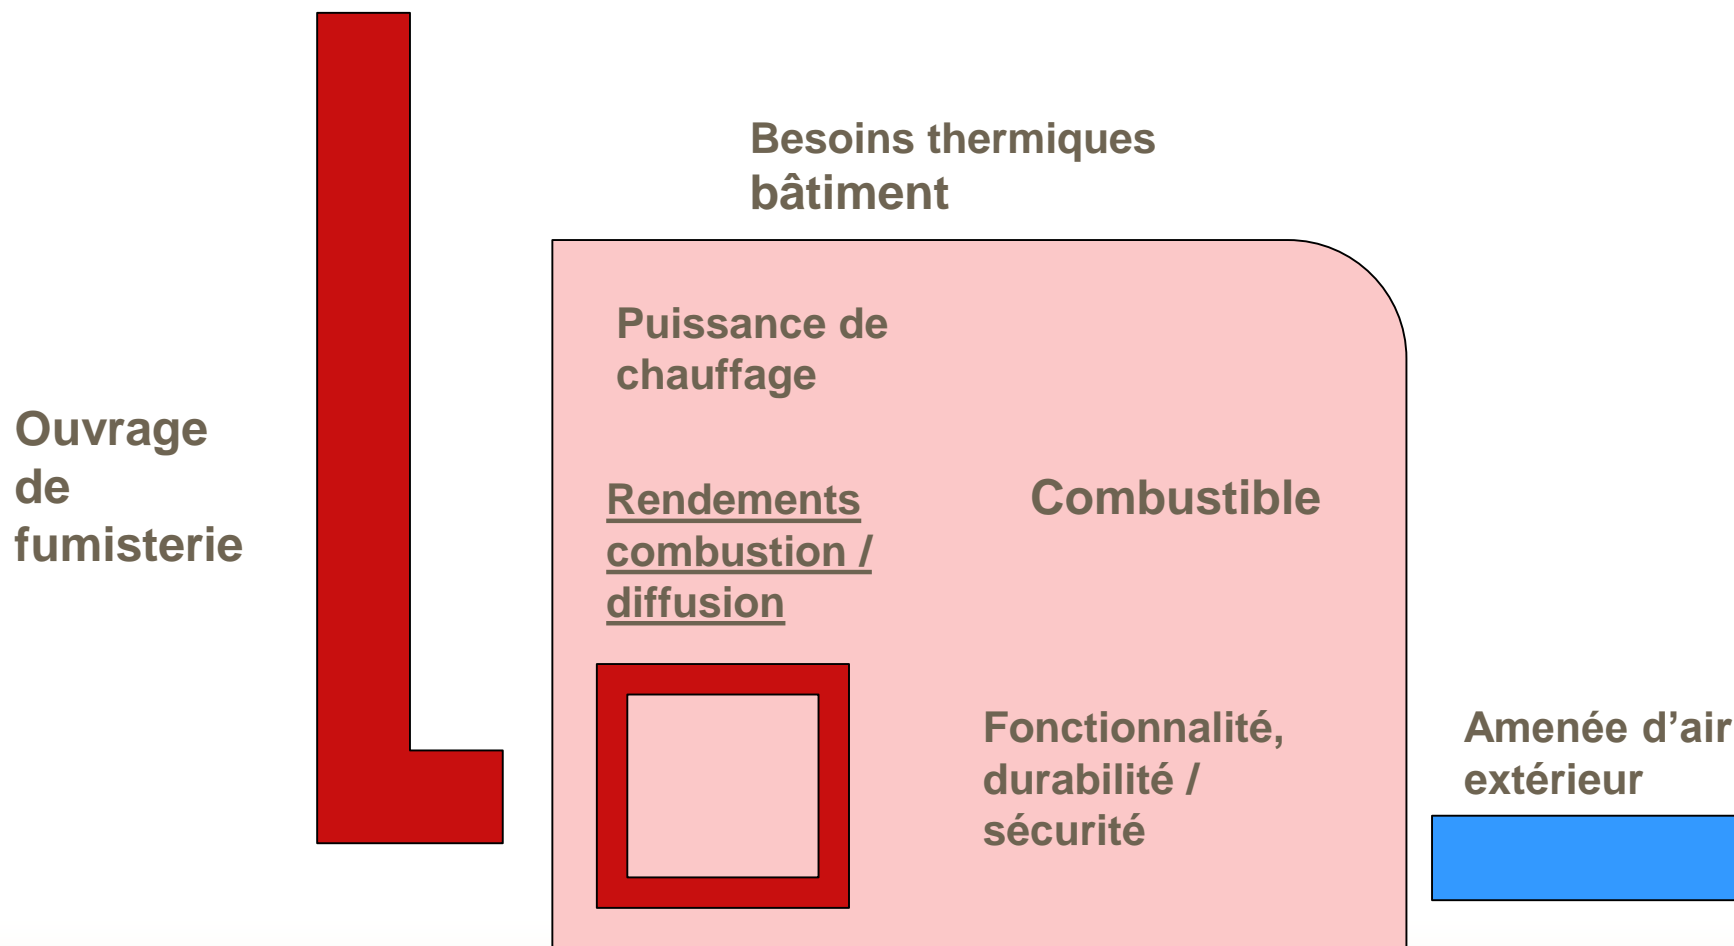 Besoins thermiques
bâtiment
Puissance de
chauffage
Ouvrage
de
fumisterie
Rendements
combustion /
diffusion
Combustible
Fonctionnalité,
durabilité /
sécurité
Amenée d’air
extérieur